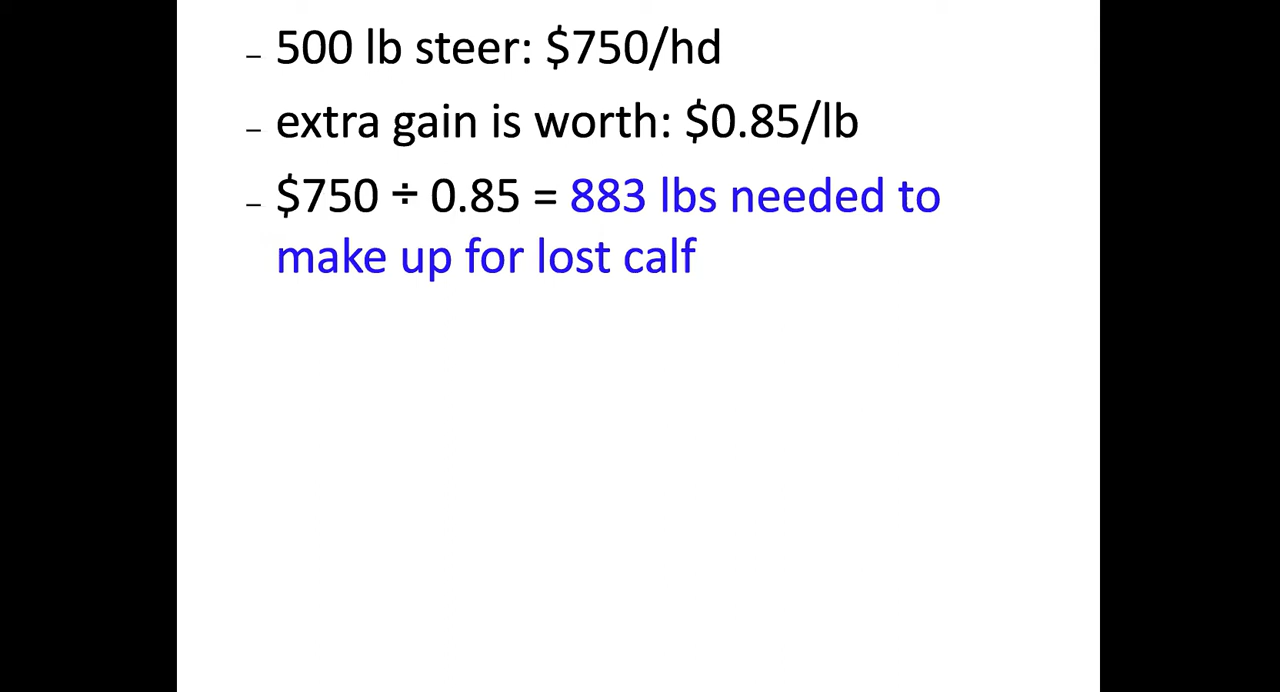 – 500 lb steer: $750/hd
– extra gain is worth: $0.85/lb
– $750 ÷ 0.85 = 883 lbs needed to
make up for lost calf